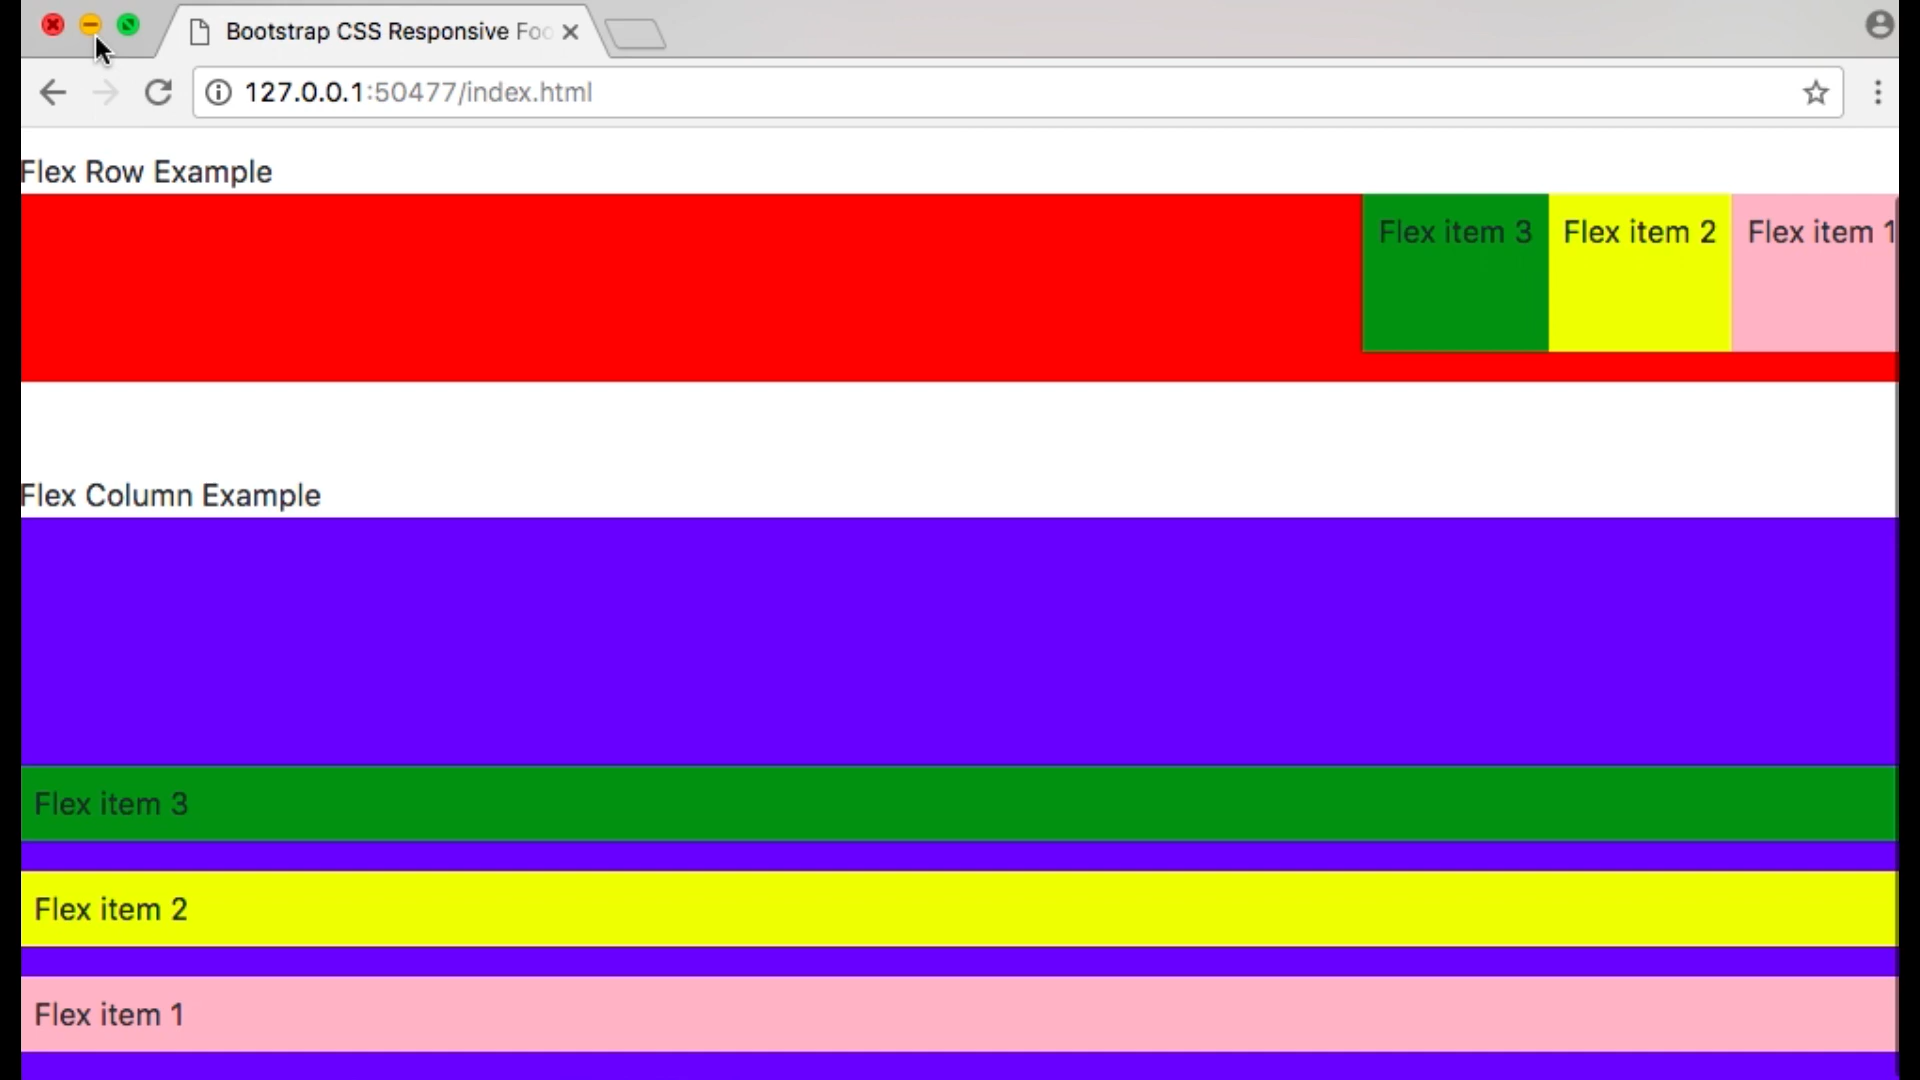 Bootstrap CSS Responsive Foo
127.0.0.1:50477/index.html
Flex Row Example
Flex item 3 Flex item 2 Flex item 1
Flex Column Example
Flex item 3
Flex item 2
Flex item 1